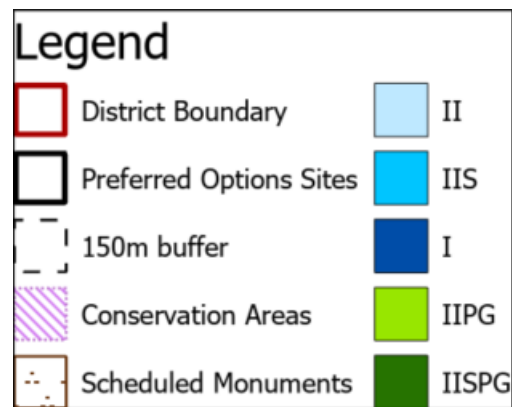 Legend
District Boundary
Preferred Options Sites
150m buffer
Conservation Areas
Scheduled Monuments
II
IIS
I
IIPG
IISPG